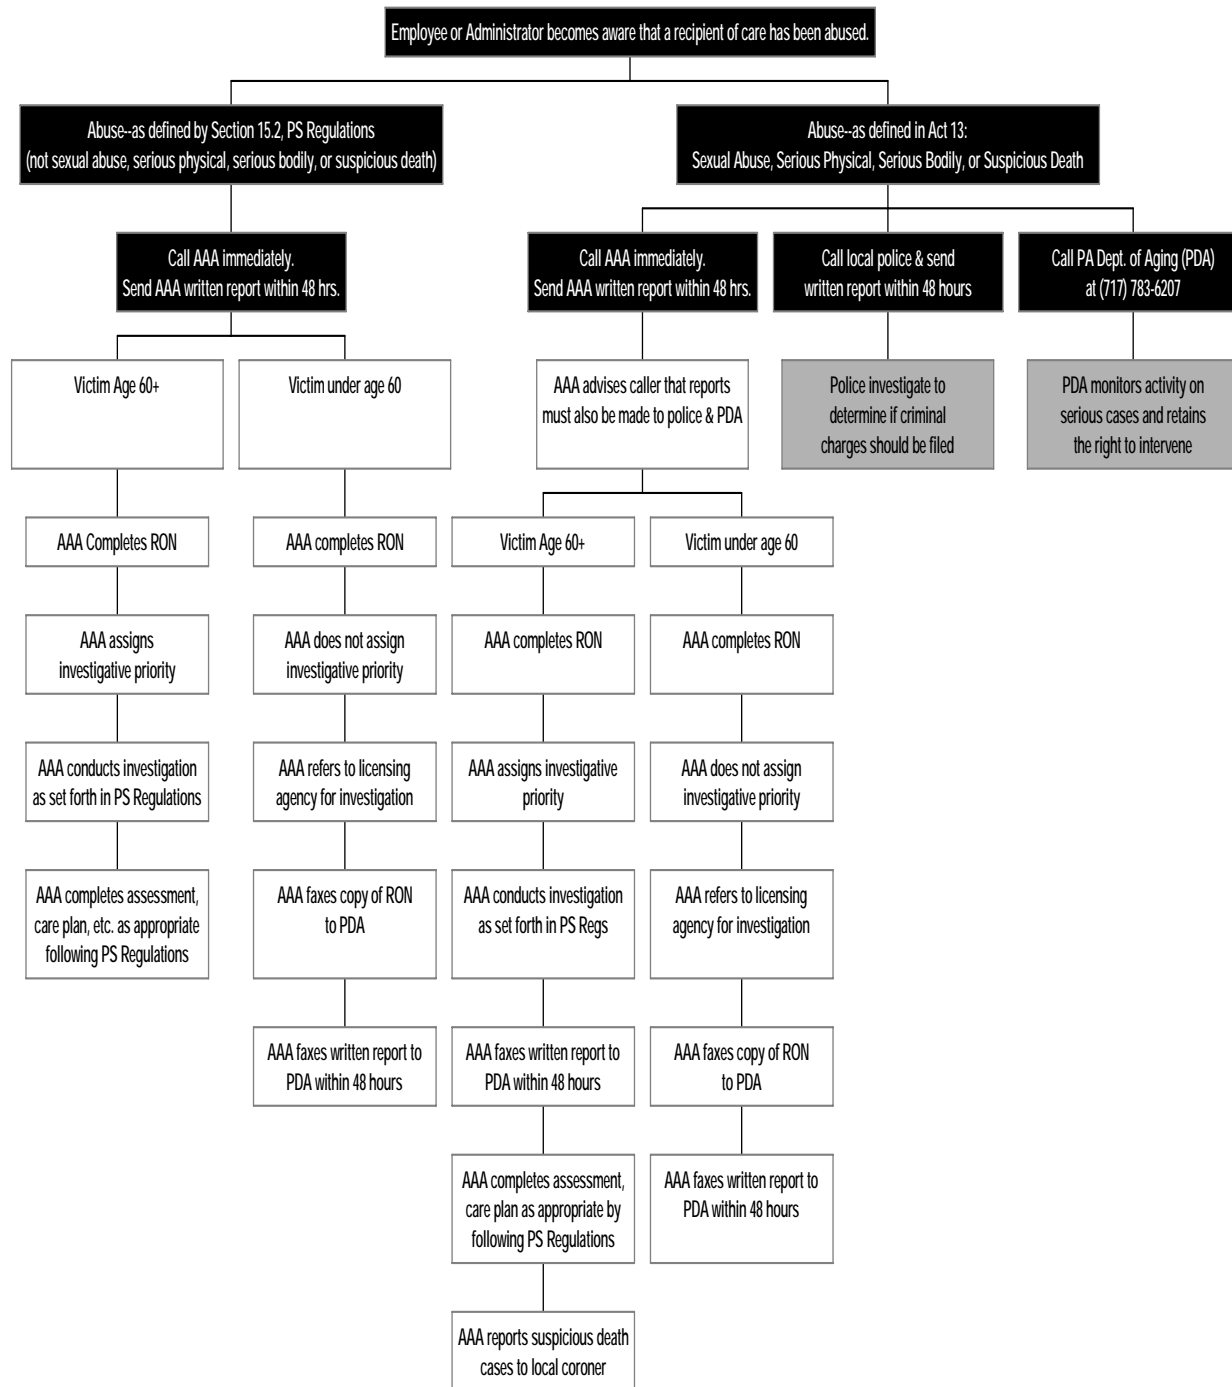 Employee or Administrator becomes aware that a recipient of care has been abused.
Abuse--as defined by Section 15.2, PS Regulations
(not sexual abuse, serious physical, serious bodily, or suspicious death)
Abuse--as defined in Act 13:
Sexual Abuse, Serious Physical, Serious Bodily, or Suspicious Death
Call AAA immediately.
Send AAA written report within 48 hrs.
Call AAA immediately.
Send AAA written report within 48 hrs.
Call local police & send
written report within 48 hours
Call PA Dept. of Aging (PDA)
at (717) 783-6207
Victim Age 60+
Victim under age 60
AAA advises caller that reports
must also be made to police & PDA
Police investigate to
determine if criminal
charges should be filed
PDA monitors activity on
serious cases and retains
the right to intervene
AAA Completes RON
AAA completes RON
Victim Age 60+
Victim under age 60
AAA assigns
investigative priority
AAA does not assign
investigative priority
AAA completes RON
AAA completes RON
AAA conducts investigation
as set forth in PS Regulations
AAA refers to licensing
agency for investigation
AAA assigns investigative
priority
AAA does not assign
investigative priority
AAA completes assessment,
care plan, etc. as appropriate
following PS Regulations
AAA faxes copy of RON
to PDA
AAA conducts investigation
as set forth in PS Regs
AAA refers to licensing
agency for investigation
AAA faxes written report to
PDA within 48 hours
AAA faxes written report to
PDA within 48 hours
AAA faxes copy of RON
to PDA
AAA completes assessment,
care plan as appropriate by
following PS Regulations
AAA faxes written report to
PDA within 48 hours
AAA reports suspicious death
cases to local coroner